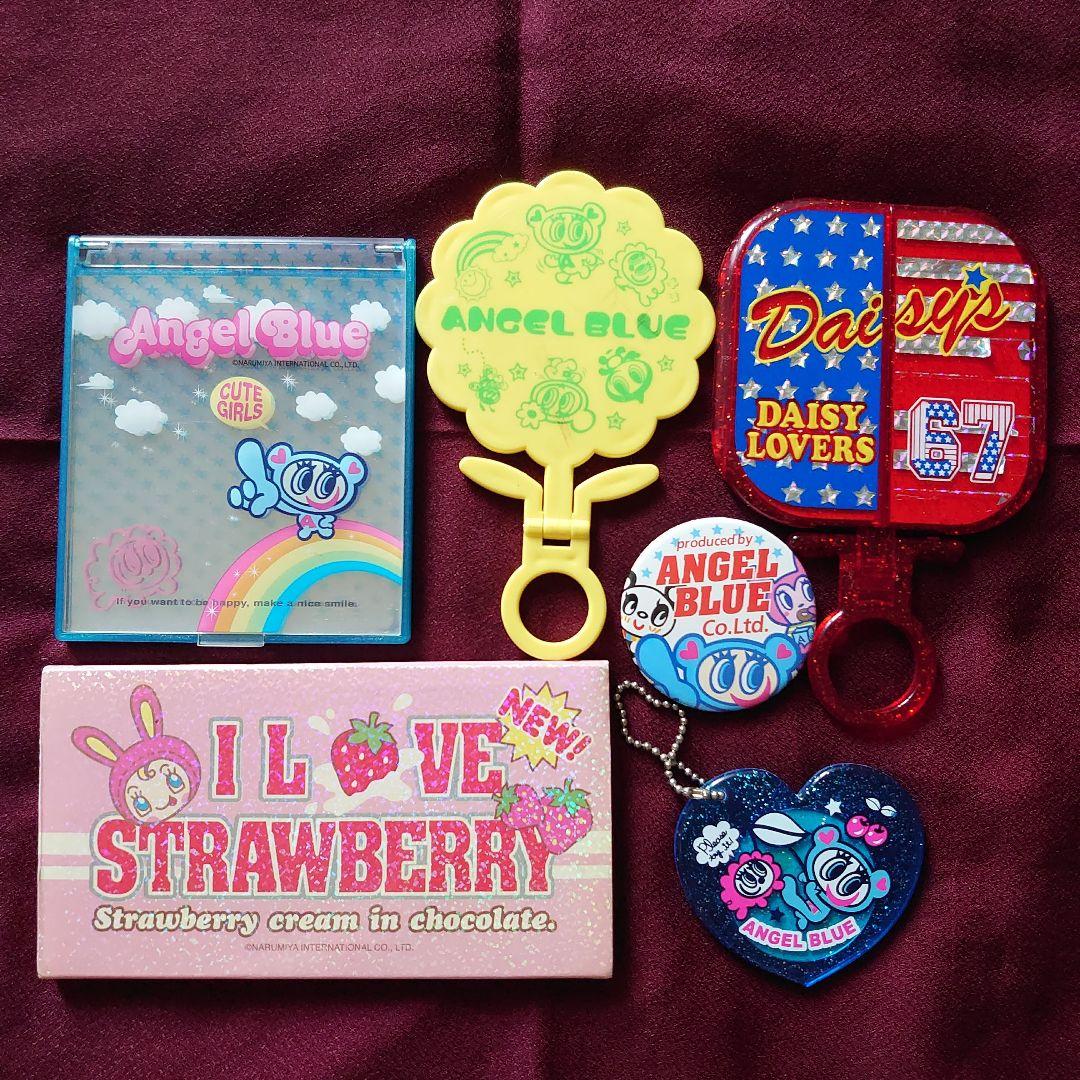 Angel Blue
©NARUMIYA INTERNATIONAL CO., LTD.
CUTE
GIRLS
A
If you want to be happy, make a nice smile.
ANGEL BLUE
Daisy's
DAISY
LOVERS
67
produced by
ANGEL
BLUE
Co.Ltd.
I LOVE
STRAWBERRY
NEW!
Strawberry cream in chocolate.
©NARUMIYA INTERNATIONAL CO., LTD.
Please
ANGEL BLUE